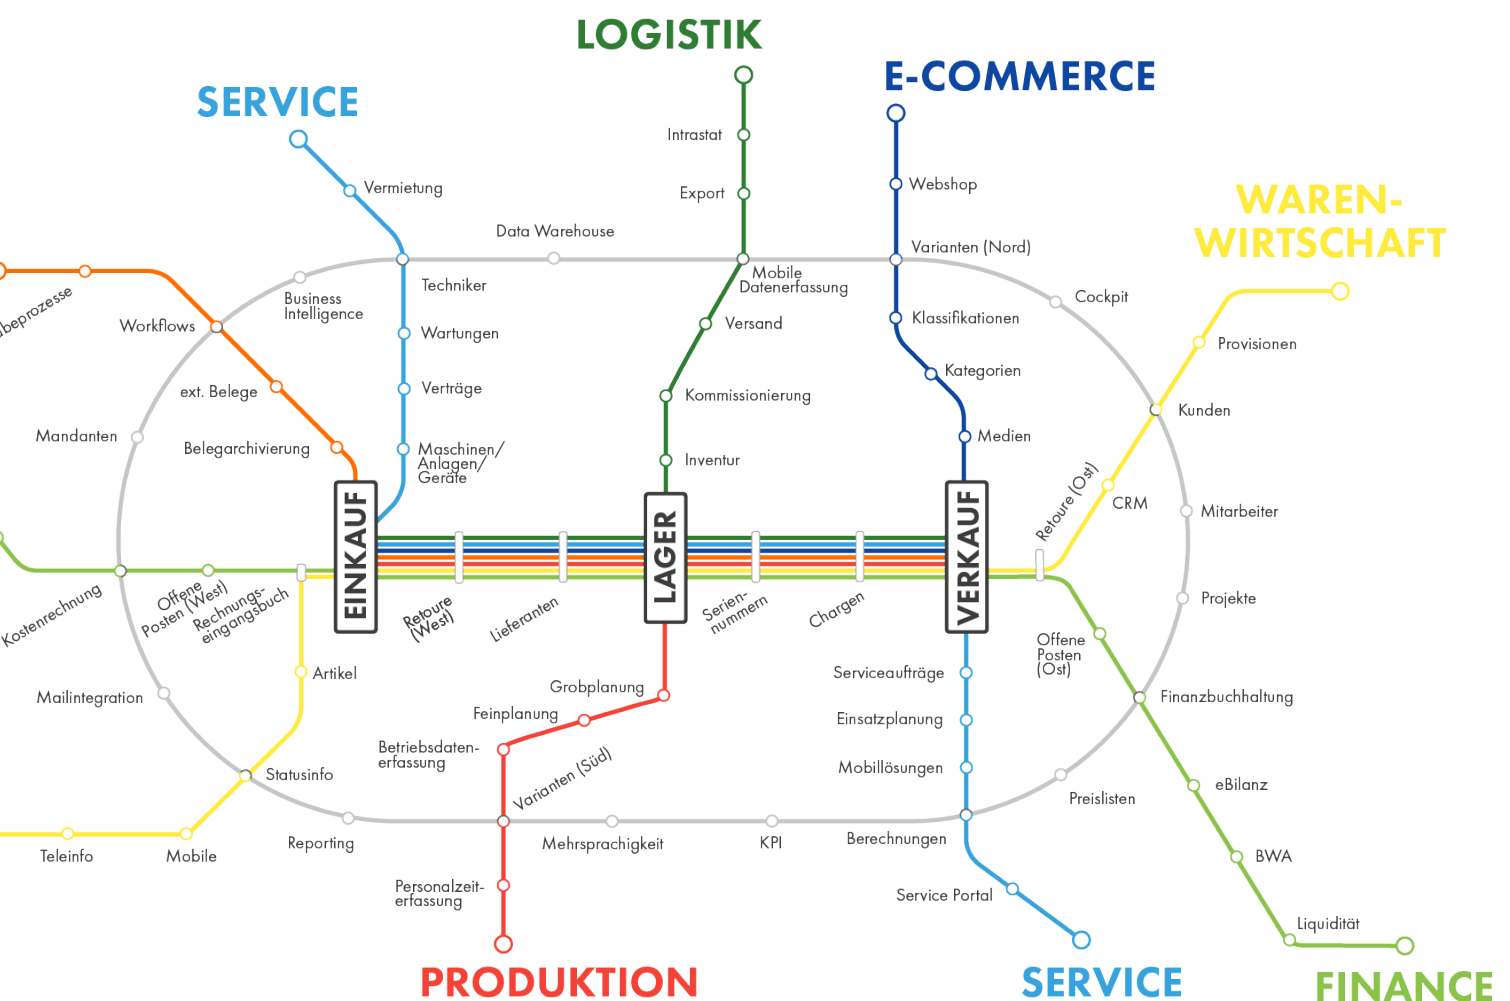 LOGISTIK
E-COMMERCE
SERVICE
Intrastat
Vermietung
Webshop
Export
WAREN-
WIRTSCHAFT
Data Warehouse
Varianten (Nord)
Mobile
Datenerfassung
Techniker
Business
Intelligence
Cockpit
Workflows
Wartungen
Versand
Klassifikationen
Provisionen
Kategorien
ext. Belege
Verträge
Kommissionierung
Kunden
Mandanten
Belegarchivierung
Maschinen/
Anlagen/
Geräte
Inventur
Medien
Retoure (Ost)
CRM
Mitarbeiter
EINKAUF
LAGER
VERKAUF
Kostenrechnung
Offene
Posten (West)
Rechnungs-
eingangsbuch
Retoure
(West)
Lieferanten
Serien-
nummern
Chargen
Projekte
Offene
Posten
(Ost)
Artikel
Serviceaufträge
Grobplanung
Mailintegration
Feinplanung
Einsatzplanung
Finanzbuchhaltung
Betriebsdaten-
erfassung
Varianten (Süd)
Mobillösungen
Statusinfo
eBilanz
Preislisten
Reporting
Mehrsprachigkeit
KPI
Berechnungen
Teleinfo
Mobile
BWA
Personalzeit-
erfassung
Service Portal
Liquidität
PRODUKTION
SERVICE
FINANCE